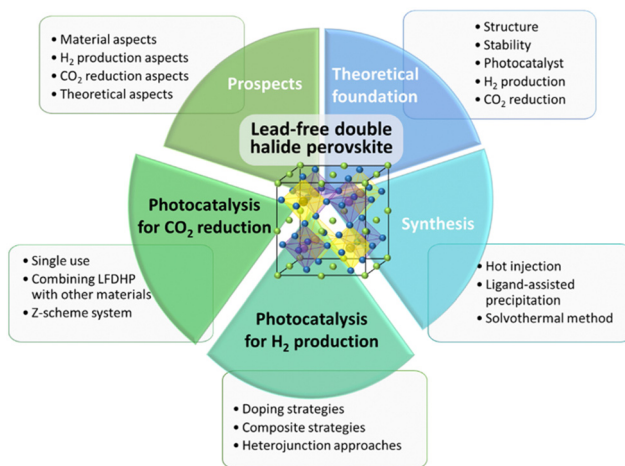 • Material aspects
• H₂ production aspects
• CO₂ reduction aspects
• Theoretical aspects
Prospects
Theoretical
foundation
• Structure
• Stability
• Photocatalyst
• H₂ production
• CO₂ reduction
Lead-free double
halide perovskite
Photocatalysis
for CO₂ reduction
Synthesis
• Single use
• Combining LFDHP
with other materials
• Z-scheme system
• Hot injection
• Ligand-assisted
precipitation
• Solvothermal method
Photocatalysis
for H₂ production
• Doping strategies
• Composite strategies
• Heterojunction approaches